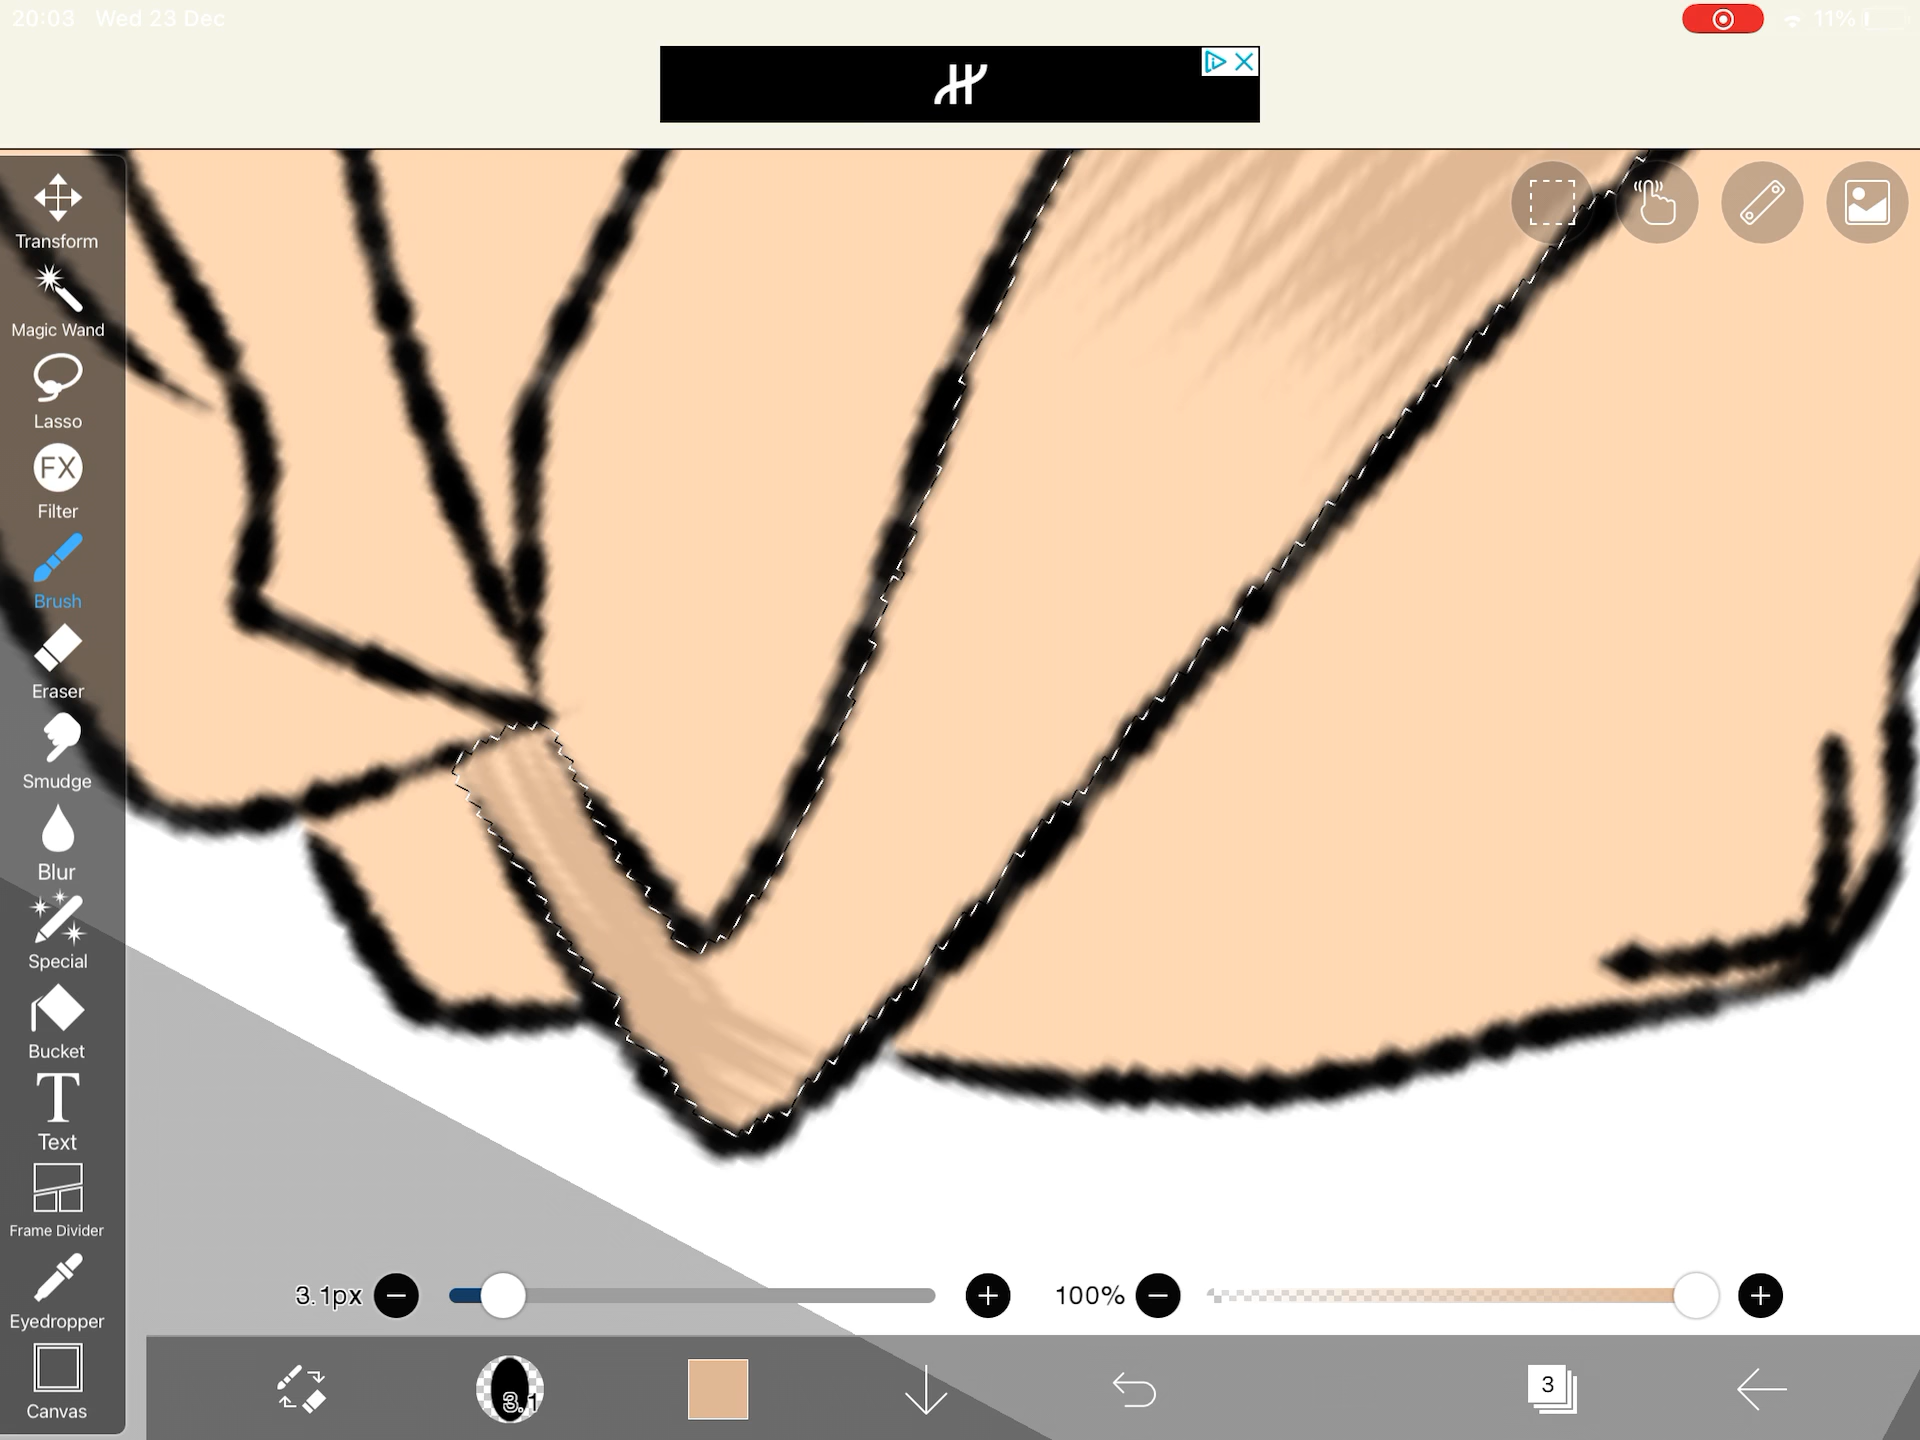 20:03 Wed 23 Dec
11%
Transform
Magic Wand
Lasso
FX
Filter
Brush
Eraser
Smudge
Blur
Special
Bucket
T
Text
Frame Divider
Eyedropper
Canvas
3.1px
100%
3.1
3